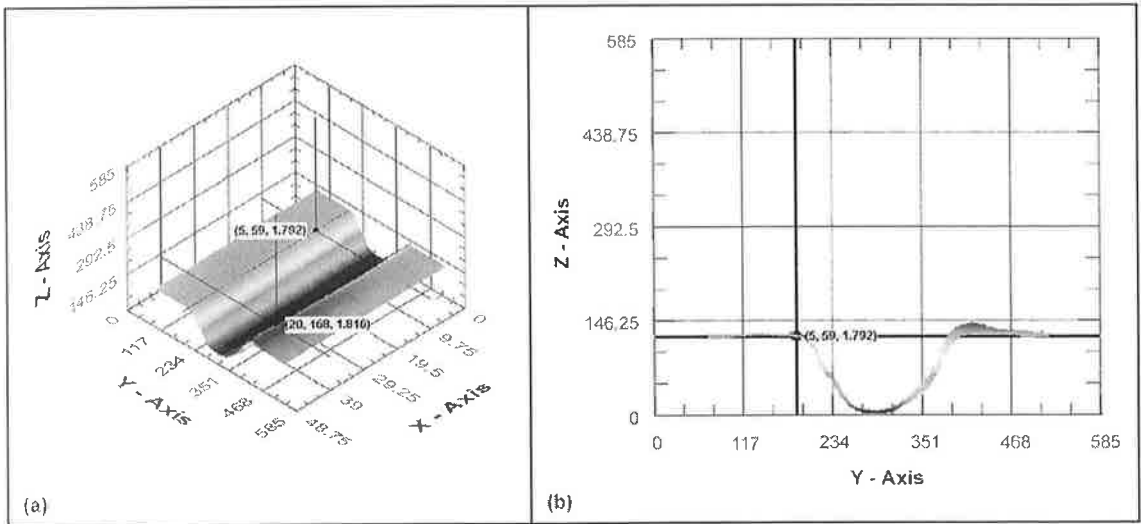 585
438.75
292.5
146.25
0
Z - Axis
(5, 59, 1.792)
(20, 168, 1.816)
117
234
351
468
585
Y - Axis
0
9.75
19.5
29.25
39
48.75
X - Axis
(a)
585
438.75
292.5
146.25
0
Z - Axis
(5, 59, 1.792)
0
117
234
351
468
585
Y - Axis
(b)